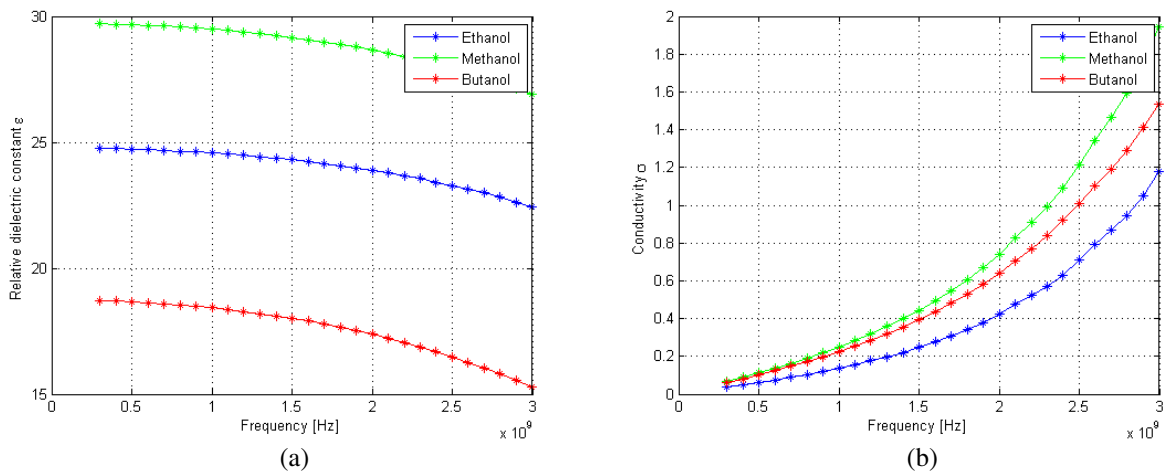 30
25
20
15
0
0.5
1
1.5
2
2.5
3
Relative dielectric constant ε
Frequency [Hz]
x 10^9
Ethanol
Methanol
Butanol
(a)
2
1.8
1.6
1.4
1.2
1
0.8
0.6
0.4
0.2
0
0
0.5
1
1.5
2
2.5
3
Conductivity σ
Frequency [Hz]
x 10^9
Ethanol
Methanol
Butanol
(b)